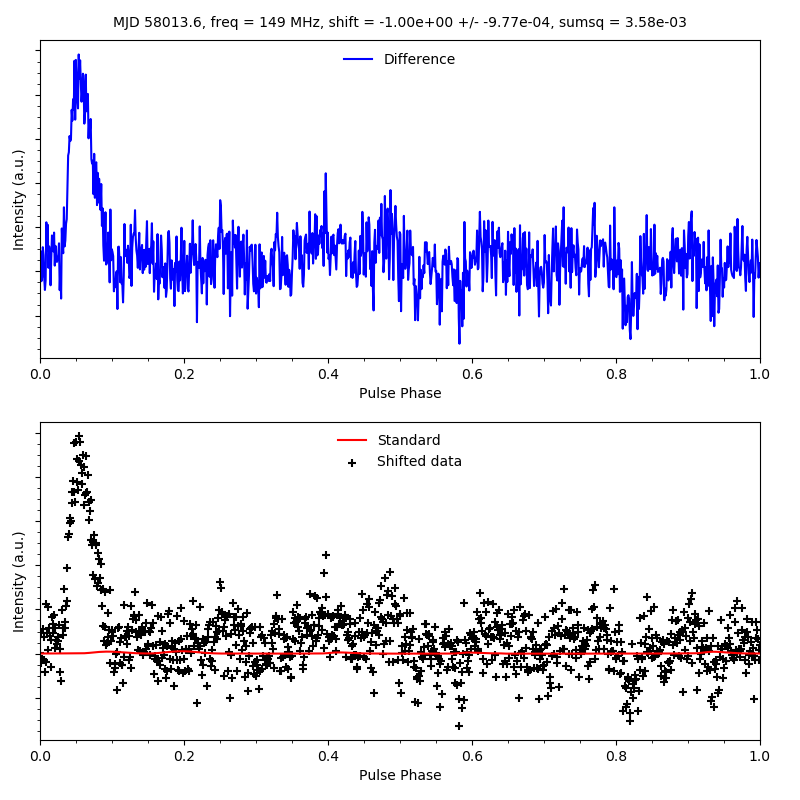 MJD 58013.6, freq = 149 MHz, shift = -1.00e+00 +/- -9.77e-04, sumsq = 3.58e-03
Difference
Intensity (a.u.)
0.0 0.2 0.4 0.6 0.8 1.0
Pulse Phase
Standard
Shifted data
Intensity (a.u.)
0.0 0.2 0.4 0.6 0.8 1.0
Pulse Phase